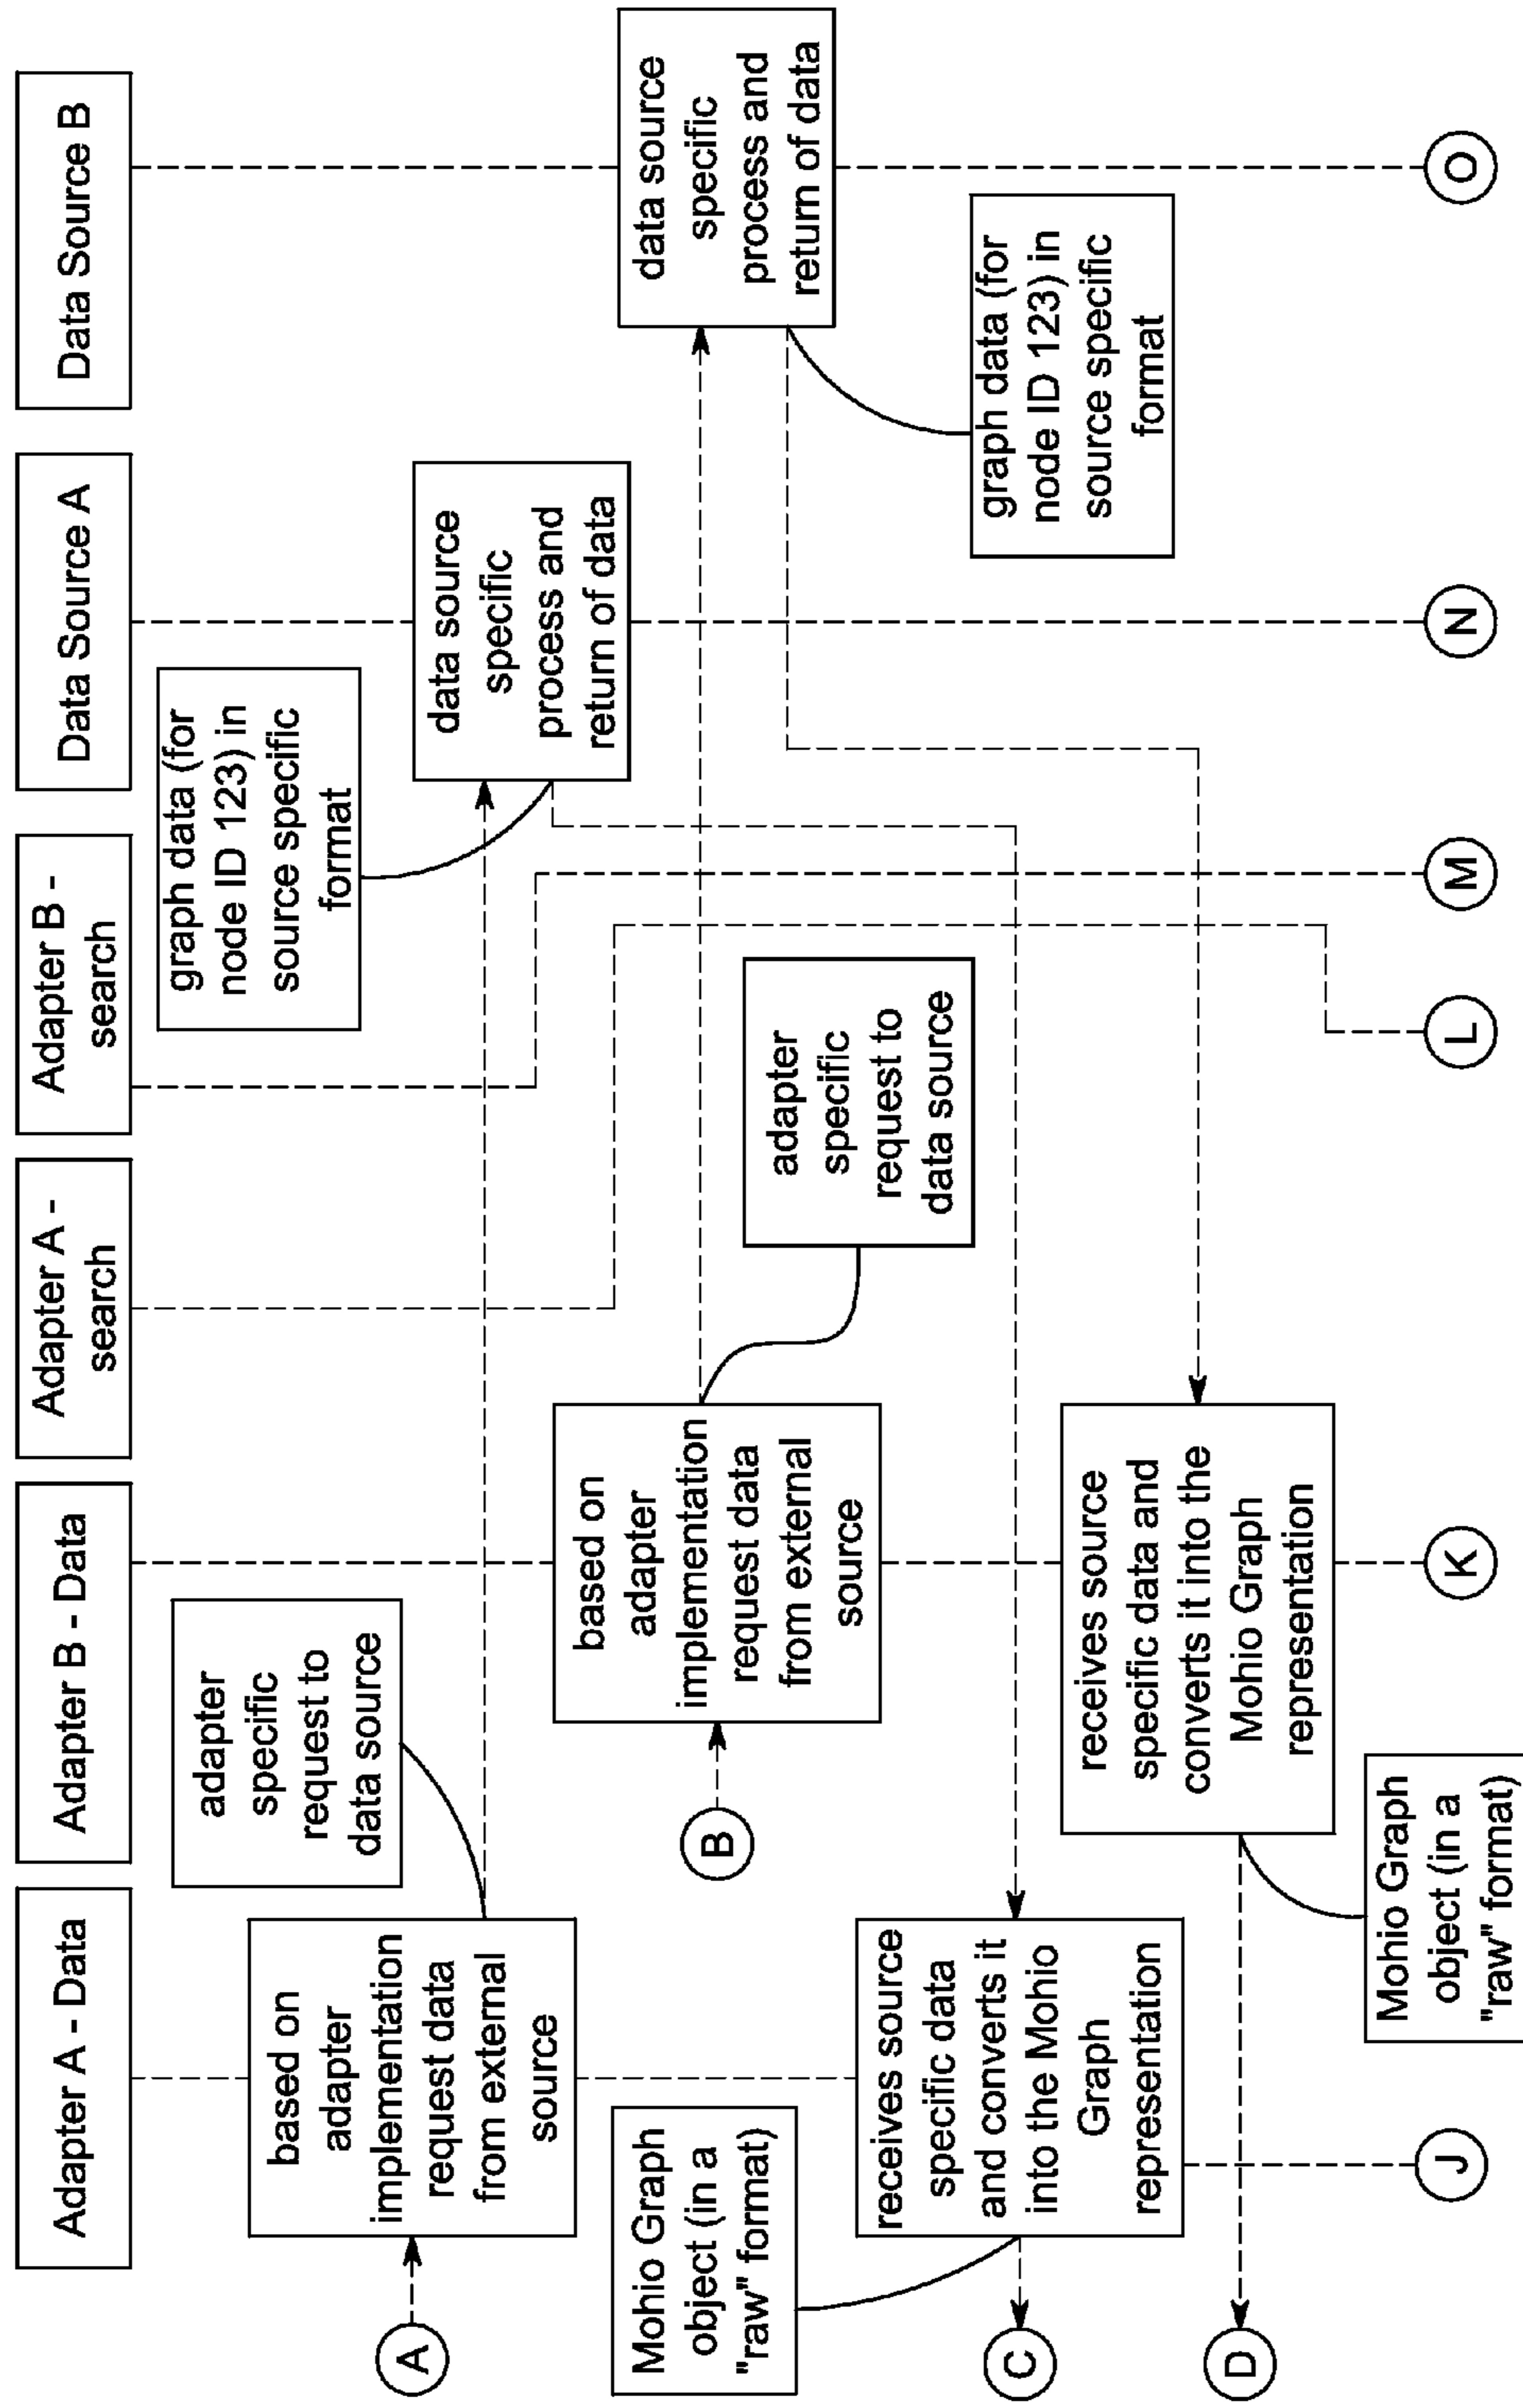 Adapter A - Data
Adapter B - Data
Adapter A -
search
Adapter B -
search
Data Source A
Data Source B
adapter
specific
request to
data source
graph data (for
node ID 123) in
source specific
format
A
based on
adapter
implementation
request data
from external
source
data source
specific
process and
return of data
B
based on
adapter
implementation
request data
from external
source
data source
specific
process and
return of data
adapter
specific
request to
data source
Mohio Graph
object (in a
"raw" format)
graph data (for
node ID 123) in
source specific
format
C
receives source
specific data
and converts it
into the Mohio
Graph
representation
D
receives source
specific data and
converts it into the
Mohio Graph
representation
Mohio Graph
object (in a
"raw" format)
J
K
L
M
N
O